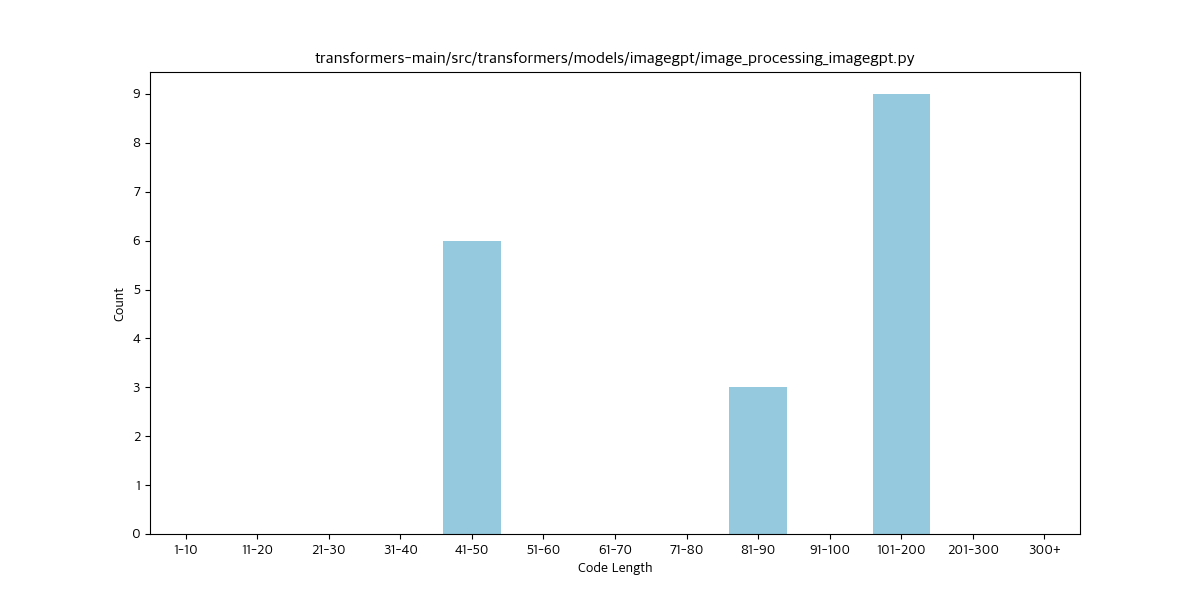 transformers-main/src/transformers/models/imagegpt/image_processing_imagegpt.py
9
8
7
6
5
4
3
2
1
0
Count
1-10 11-20 21-30 31-40 41-50 51-60 61-70 71-80 81-90 91-100 101-200 201-300 300+
Code Length